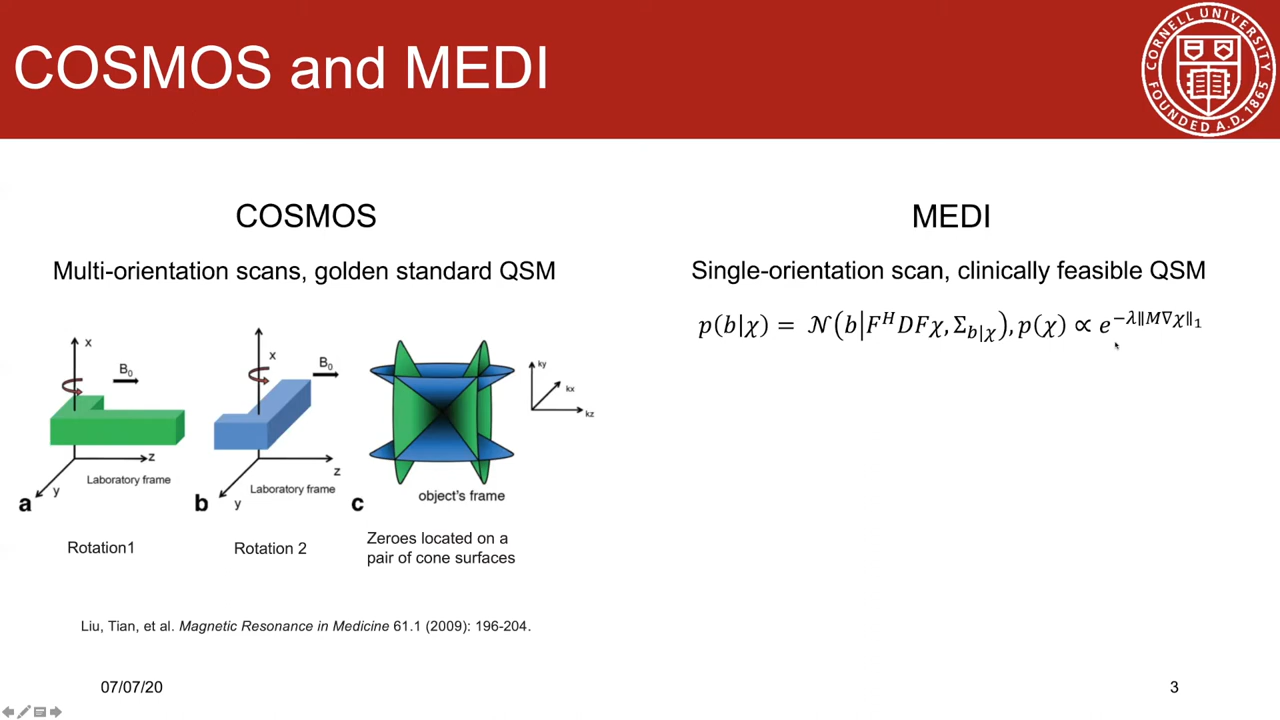 COSMOS and MEDI
CORNELL UNIVERSITY
FOUNDED A.D. 1865
COSMOS
Multi-orientation scans, golden standard QSM
x
B0
z
y
Laboratory frame
a
Rotation1
x
B0
z
y
Laboratory frame
b
Rotation 2
ky
kx
kz
object's frame
c
Zeroes located on a
pair of cone surfaces
Liu, Tian, et al. Magnetic Resonance in Medicine 61.1 (2009): 196-204.
MEDI
Single-orientation scan, clinically feasible QSM
p(b|χ) = 𝒩(b|F^H DFχ, Σ_{b|χ}), p(χ) ∝ e^{−λ‖M∇χ‖₁}
07/07/20
3